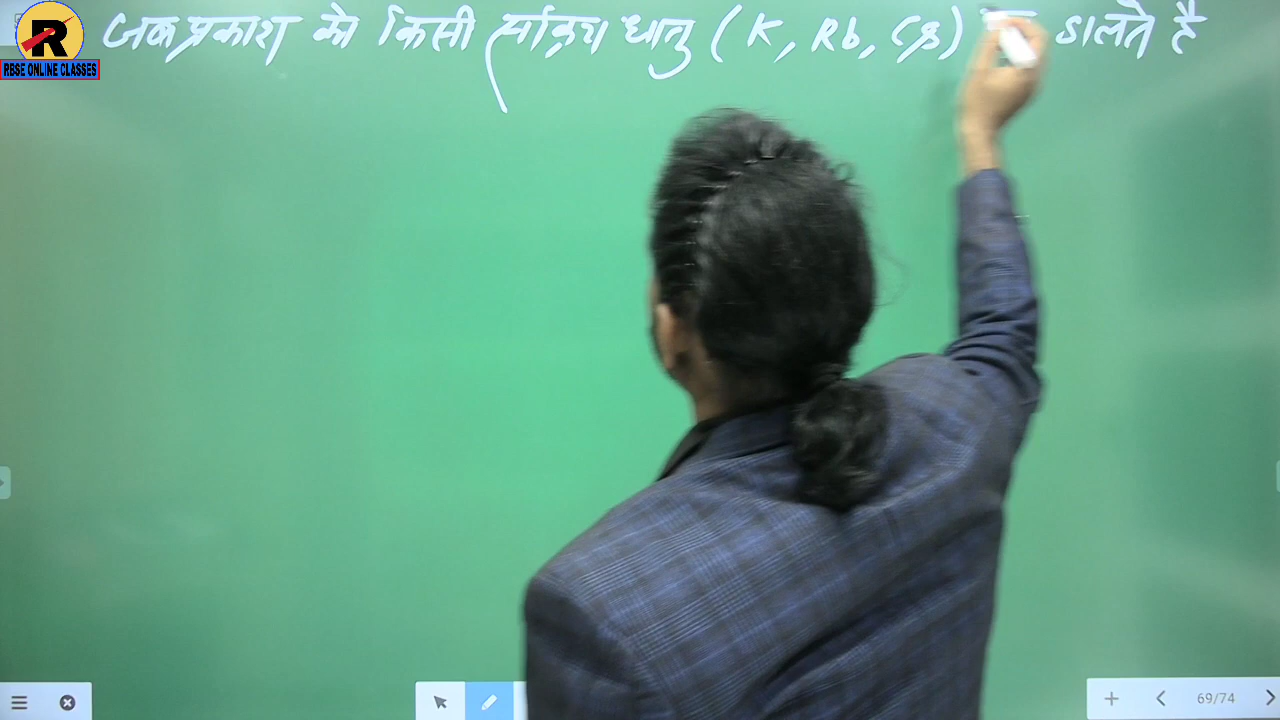 R
RBSE ONLINE CLASSES
जब प्रकाश को किसी सक्रिय धातु (K, Rb, Cs) डालते है
69/74